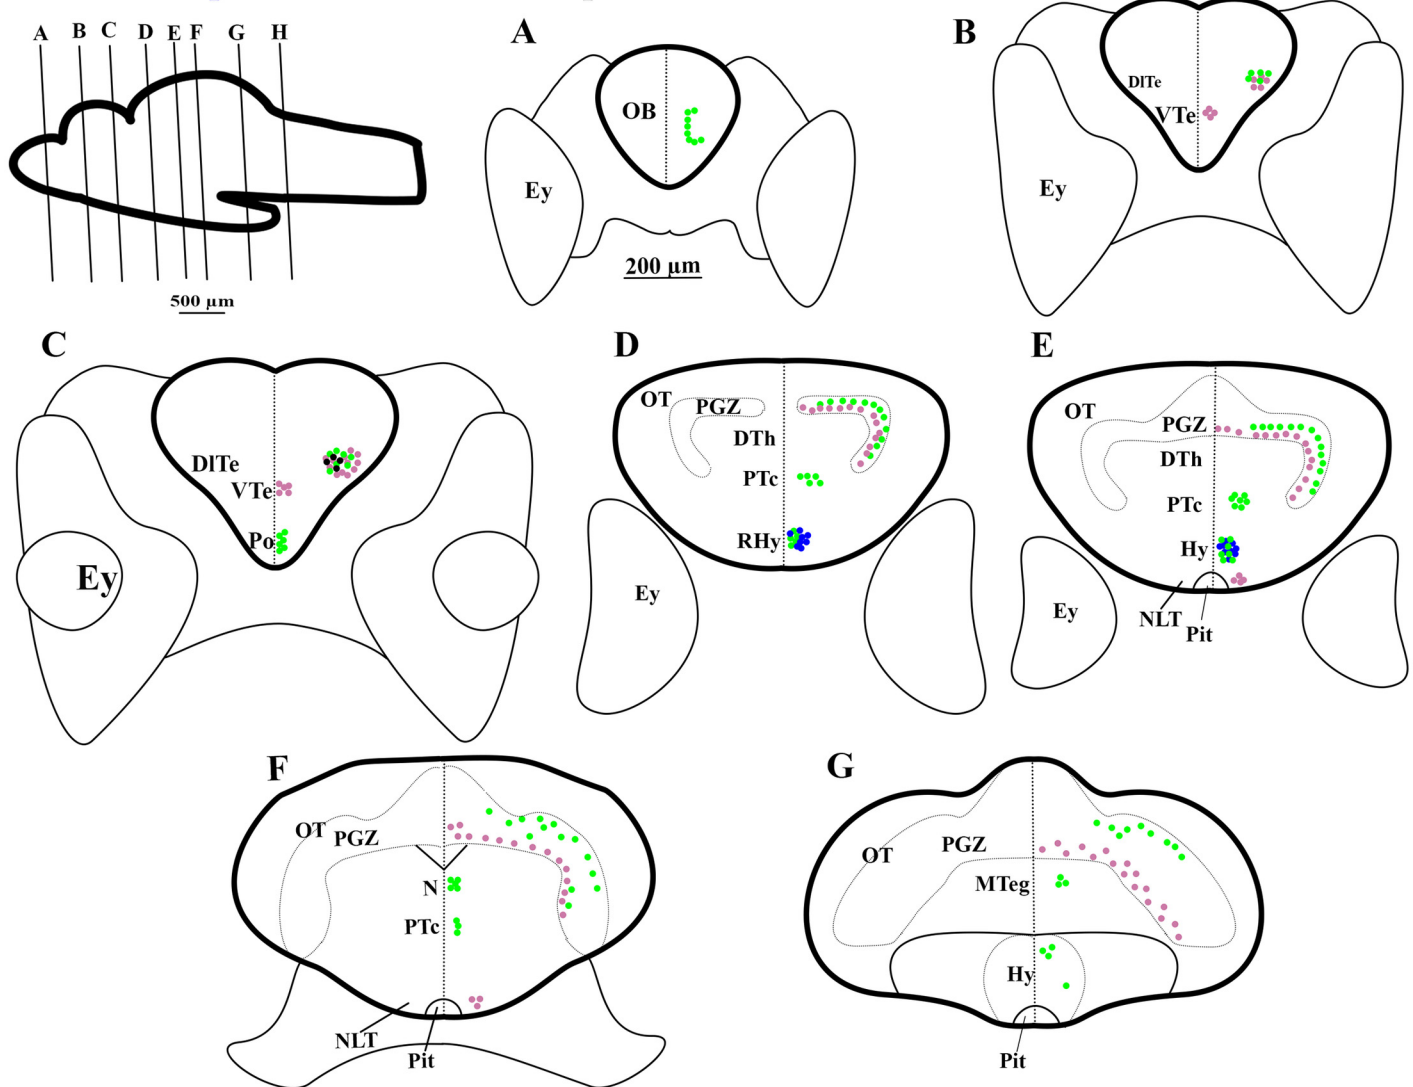 A B C D E F G H
500 µm
A
OB
Ey
200 µm
B
DlTe
VTe
Ey
C
DlTe
VTe
Po
Ey
D
OT
PGZ
DTh
PTc
RHy
Ey
E
OT
PGZ
DTh
PTc
Hy
NLT
Pit
Ey
F
OT
PGZ
N
PTc
NLT
Pit
G
OT
PGZ
MTeg
Hy
Pit